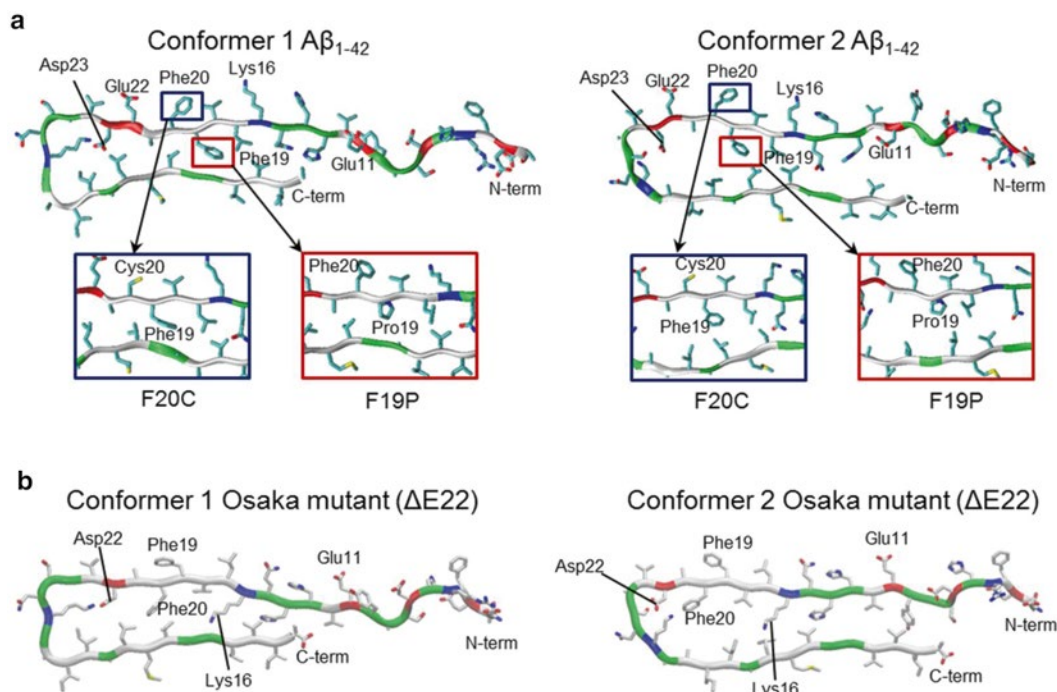 a
Conformer 1 Aβ1-42
Asp23
Glu22
Phe20
Lys16
Phe19
Glu11
C-term
N-term
Cys20
Phe19
F20C
Phe20
Pro19
F19P
Conformer 2 Aβ1-42
Asp23
Glu22
Phe20
Lys16
Phe19
Glu11
C-term
N-term
Cys20
Phe19
F20C
Phe20
Pro19
F19P
b
Conformer 1 Osaka mutant (ΔE22)
Asp22
Phe19
Glu11
Phe20
Lys16
C-term
N-term
Conformer 2 Osaka mutant (ΔE22)
Asp22
Phe19
Glu11
Phe20
Lys16
C-term
N-term